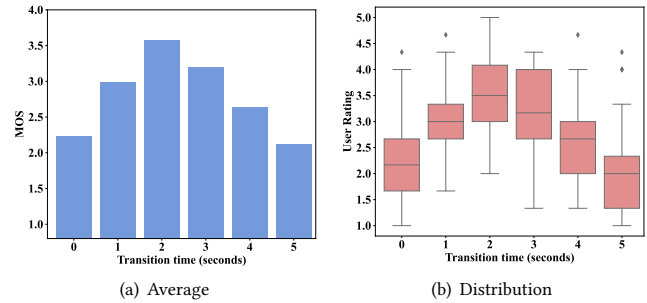 4.0
3.5
3.0
2.5
2.0
1.5
1.0
MOS
0 1 2 3 4 5
Transition time (seconds)
(a) Average
5.0
4.5
4.0
3.5
3.0
2.5
2.0
1.5
1.0
User Rating
0 1 2 3 4 5
Transition time (seconds)
(b) Distribution